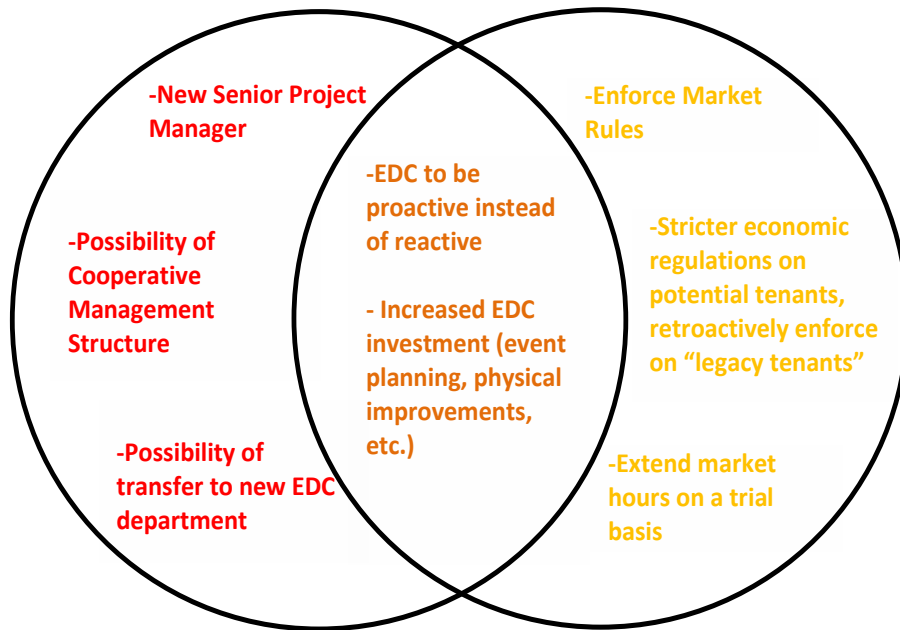 -New Senior Project
Manager
-Possibility of
Cooperative
Management
Structure
-Possibility of
transfer to new EDC
department
-EDC to be
proactive instead
of reactive
- Increased EDC
investment (event
planning, physical
improvements,
etc.)
-Enforce Market
Rules
-Stricter economic
regulations on
potential tenants,
retroactively enforce
on “legacy tenants”
-Extend market
hours on a trial
basis